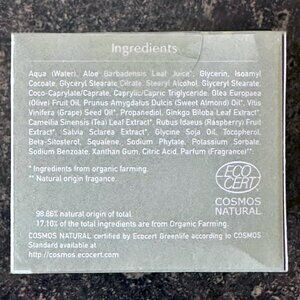 Ingredients
Aqua (Water), Aloe Barbadensis Leaf Juice*, Glycerin, Isoamyl
Cocoate, Glyceryl Stearate Citrate, Stearyl Alcohol, Glyceryl Stearate,
Coco-Caprylate/Caprate, Caprylic/Capric Triglyceride, Olea Europaea
(Olive) Fruit Oil, Prunus Amygdalus Dulcis (Sweet Almond) Oil*, Vitis
Vinifera (Grape) Seed Oil*, Propanediol, Ginkgo Biloba Leaf Extract*,
Camellia Sinensis (Tea) Leaf Extract*, Rubus Idaeus (Raspberry) Fruit
Extract*, Salvia Sclarea Extract*, Glycine Soja Oil, Tocopherol,
Beta-Sitosterol, Squalene, Sodium Phytate, Potassium Sorbate,
Sodium Benzoate, Xanthan Gum, Citric Acid, Parfum (Fragrance)**.
* Ingredients from organic farming.
** Natural origin fragance.
ECO
CERT
COSMOS
NATURAL
98.86% natural origin of total.
17.10% of the total ingredients are from Organic Farming.
COSMOS NATURAL certified by Ecocert Greenlife according to COSMOS
Standard available at
http://cosmos.ecocert.com